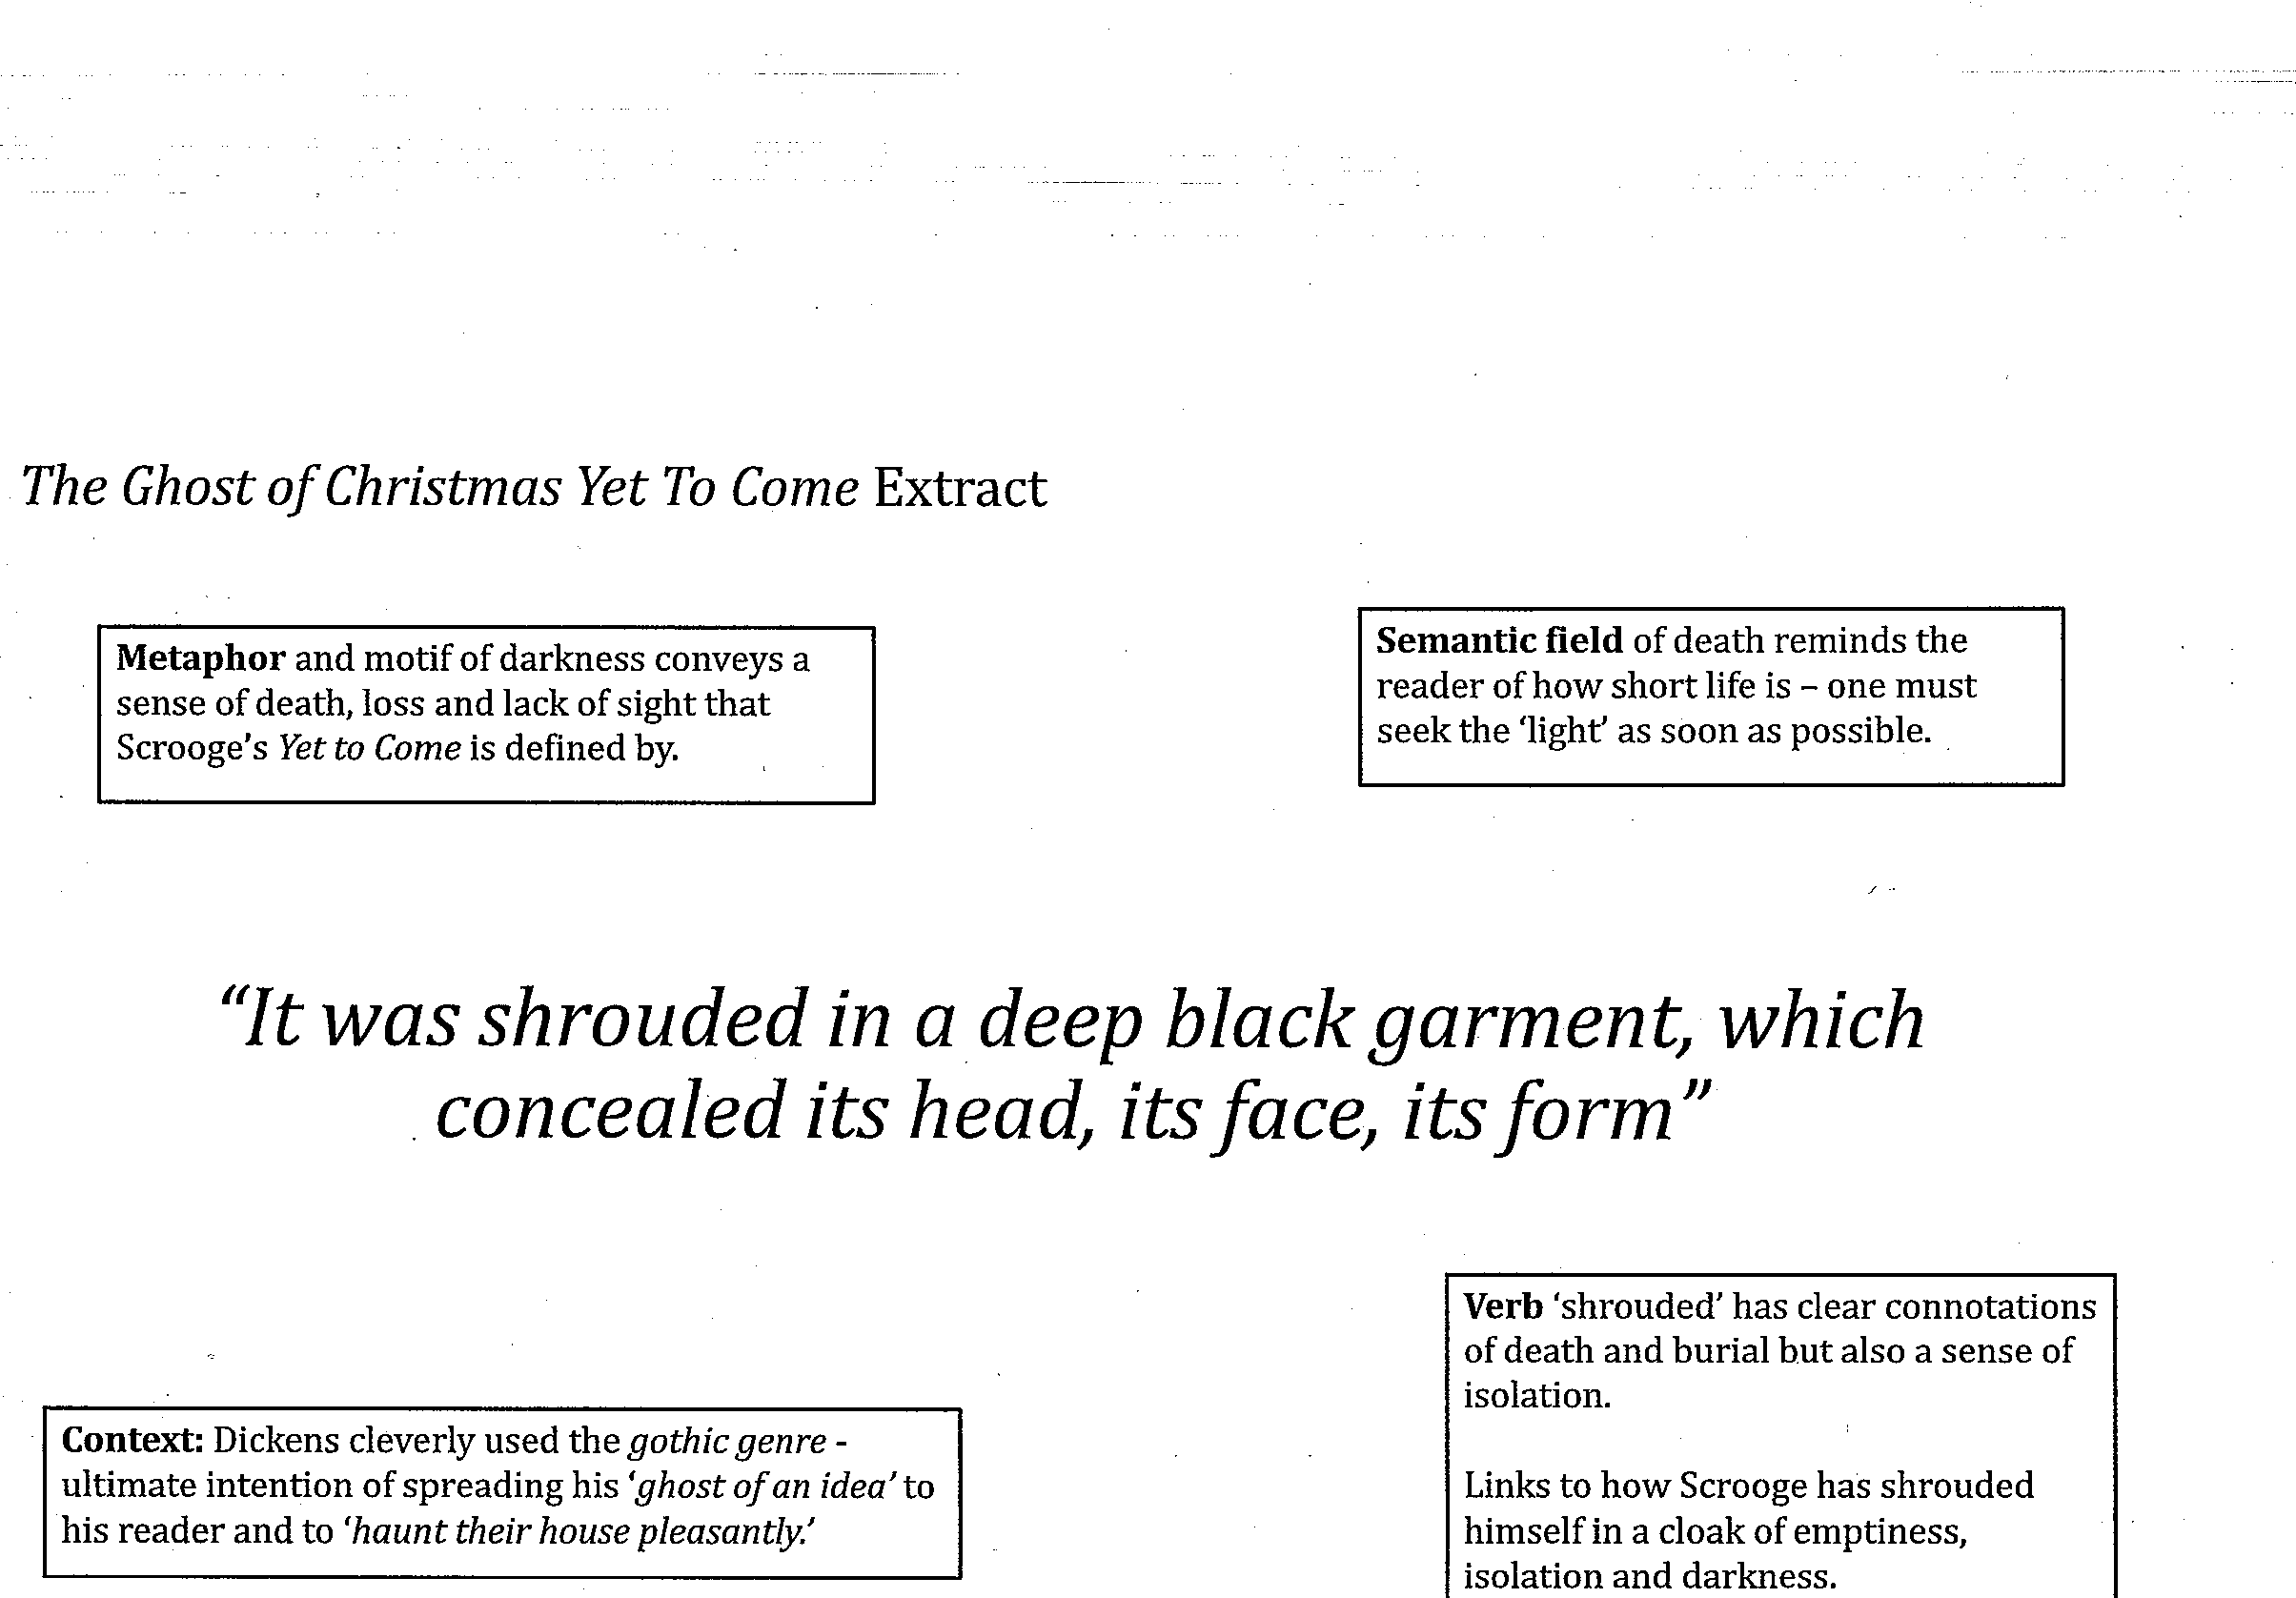 The Ghost of Christmas Yet To Come Extract
Metaphor and motif of darkness conveys a
sense of death, loss and lack of sight that
Scrooge's Yet to Come is defined by.
Semantic field of death reminds the
reader of how short life is – one must
seek the 'light' as soon as possible.
"It was shrouded in a deep black garment, which
concealed its head, its face, its form"
Context: Dickens cleverly used the gothic genre -
ultimate intention of spreading his 'ghost of an idea' to
his reader and to 'haunt their house pleasantly.'
Verb 'shrouded' has clear connotations
of death and burial but also a sense of
isolation.
Links to how Scrooge has shrouded
himself in a cloak of emptiness,
isolation and darkness.